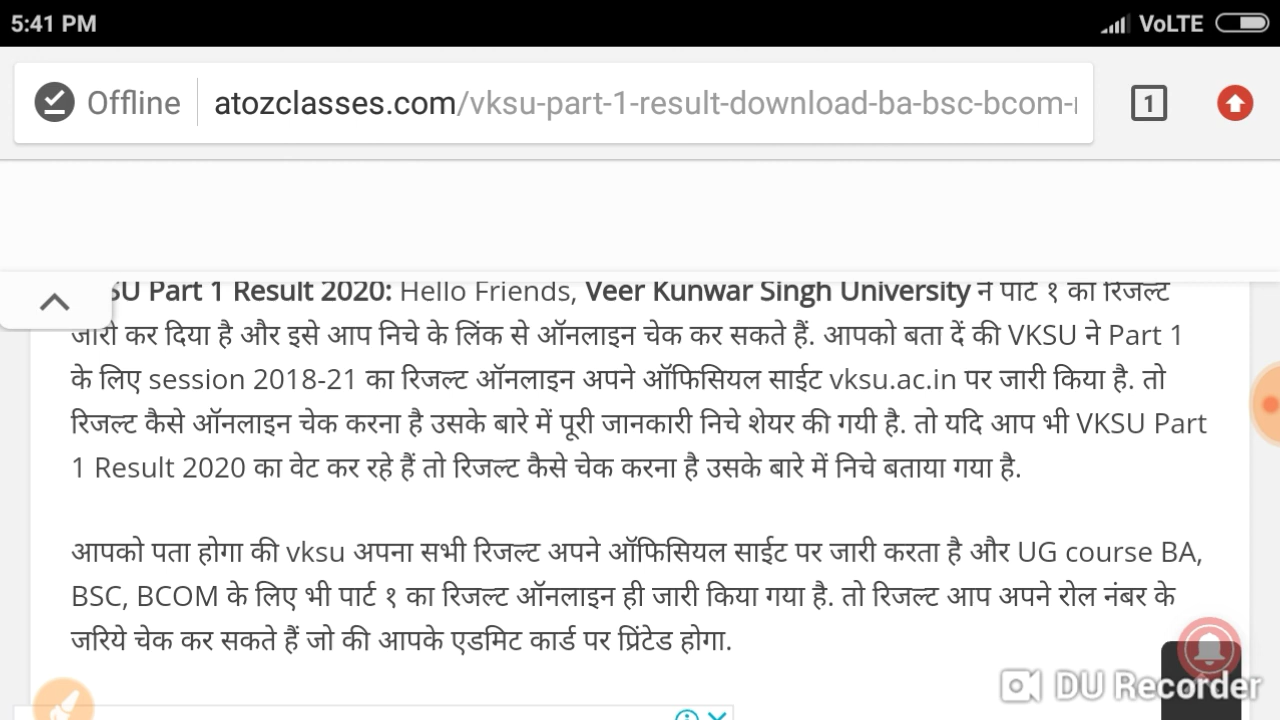 5:41 PM
VoLTE
Offline
atozclasses.com/vksu-part-1-result-download-ba-bsc-bcom-
1
SU Part 1 Result 2020: Hello Friends, Veer Kunwar Singh University ने पार्ट १ का रिजल्ट
जारी कर दिया है और इसे आप निचे के लिंक से ऑनलाइन चेक कर सकते हैं. आपको बता दें की VKSU ने Part 1
के लिए session 2018-21 का रिजल्ट ऑनलाइन अपने ऑफिसियल साईट vksu.ac.in पर जारी किया है. तो
रिजल्ट कैसे ऑनलाइन चेक करना है उसके बारे में पूरी जानकारी निचे शेयर की गयी है. तो यदि आप भी VKSU Part
1 Result 2020 का वेट कर रहे हैं तो रिजल्ट कैसे चेक करना है उसके बारे में निचे बताया गया है.
आपको पता होगा की vksu अपना सभी रिजल्ट अपने ऑफिसियल साईट पर जारी करता है और UG course BA,
BSC, BCOM के लिए भी पार्ट १ का रिजल्ट ऑनलाइन ही जारी किया गया है. तो रिजल्ट आप अपने रोल नंबर के
जरिये चेक कर सकते हैं जो की आपके एडमिट कार्ड पर प्रिंटेड होगा.
DU Recorder